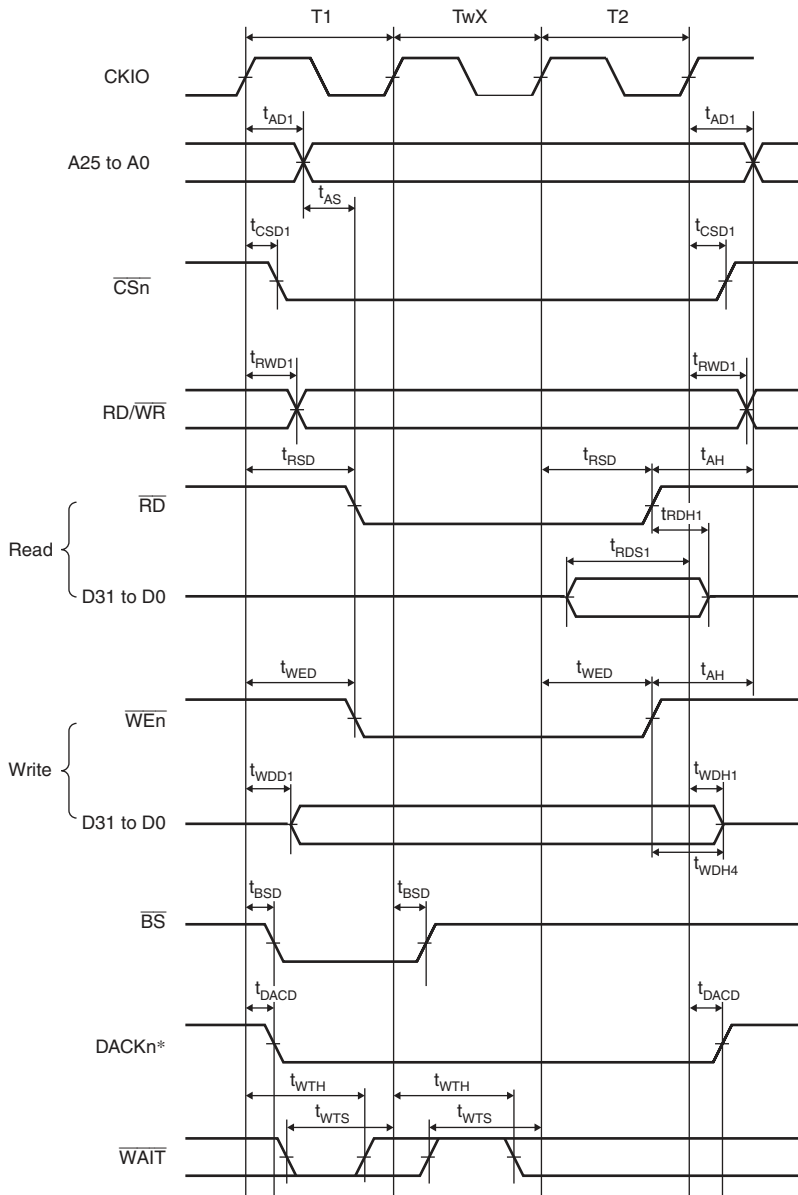 T1 TwX T2
CKIO
tAD1 tAD1
A25 to A0
tAS
tCSD1 tCSD1
CSn
tRWD1 tRWD1
RD/WR
tRSD tRSD tAH
RD
tRDH1
Read
tRDS1
D31 to D0
tWED tWED tAH
WEn
Write
tWDD1 tWDH1
D31 to D0
tWDH4
tBSD tBSD
BS
tDACD tDACD
DACKn*
tWTH tWTH
tWTS tWTS
WAIT